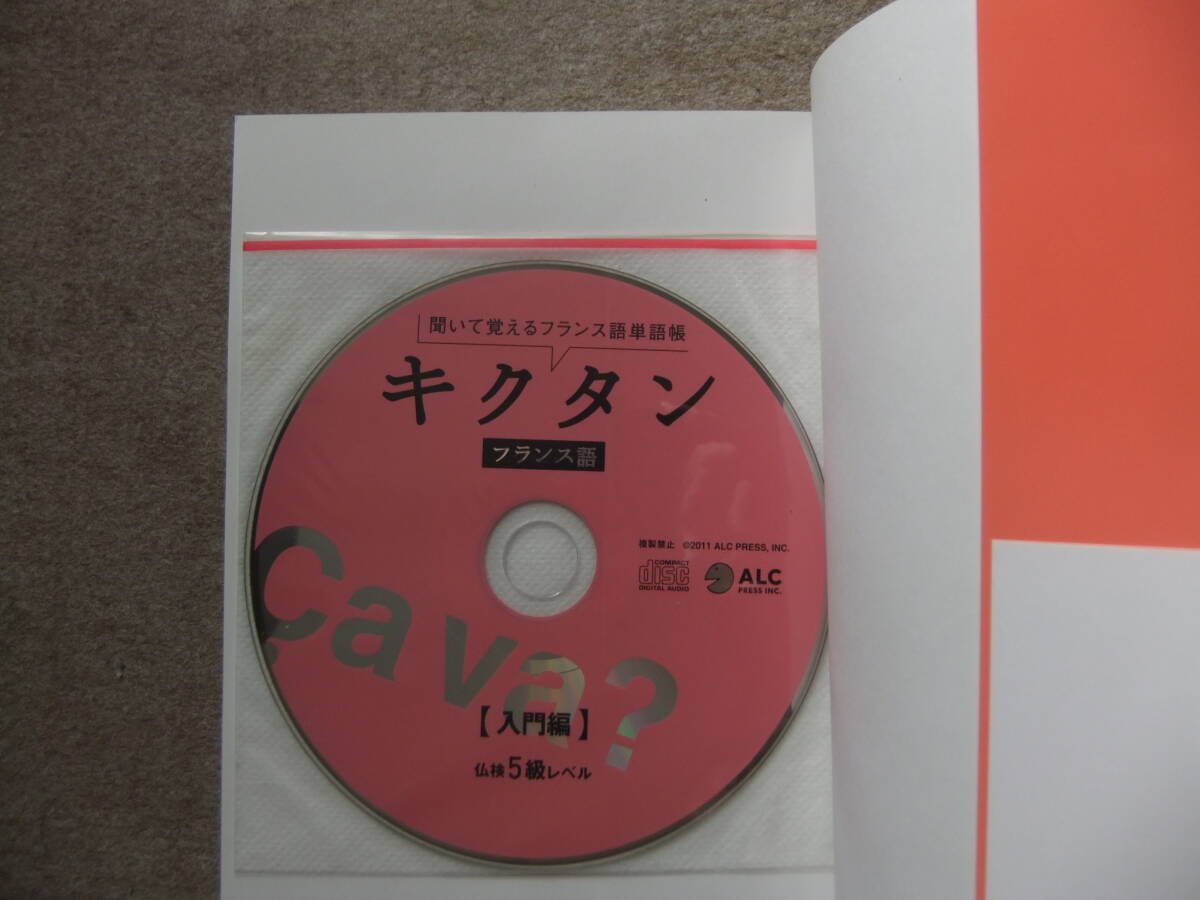 聞いて覚えるフランス語単語帳
キクタン
フランス語
複製禁止 ©2011 ALC PRESS, INC.
COMPACT
disc
DIGITAL AUDIO
ALC
PRESS INC.
Ça va?
【入門編】
仏検5級レベル